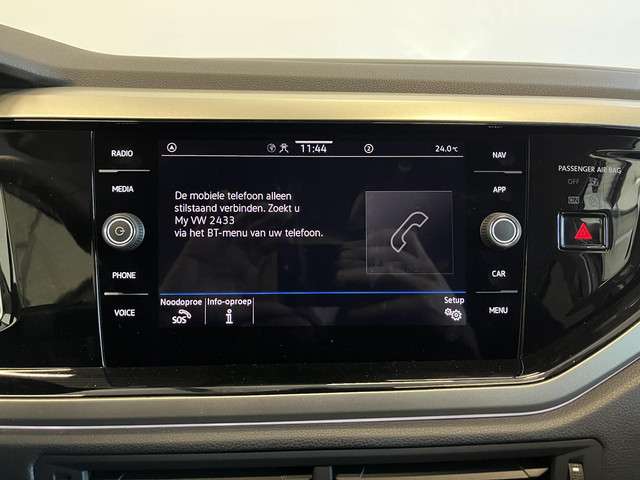 RADIO
MEDIA
PHONE
VOICE
11:44
2
24.0°C
De mobiele telefoon alleen
stilstaand verbinden. Zoekt u
My VW 2433
via het BT-menu van uw telefoon.
Noodoproe
SOS
Info-oproep
Setup
NAV
APP
CAR
MENU
PASSENGER AIR BAG
OFF